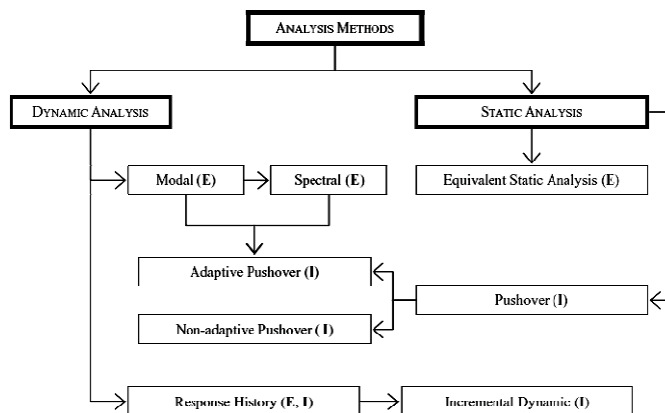 ANALYSIS METHODS
DYNAMIC ANALYSIS
STATIC ANALYSIS
Modal (E)
Spectral (E)
Equivalent Static Analysis (E)
Adaptive Pushover (I)
Pushover (I)
Non-adaptive Pushover (I)
Response History (E, I)
Incremental Dynamic (I)